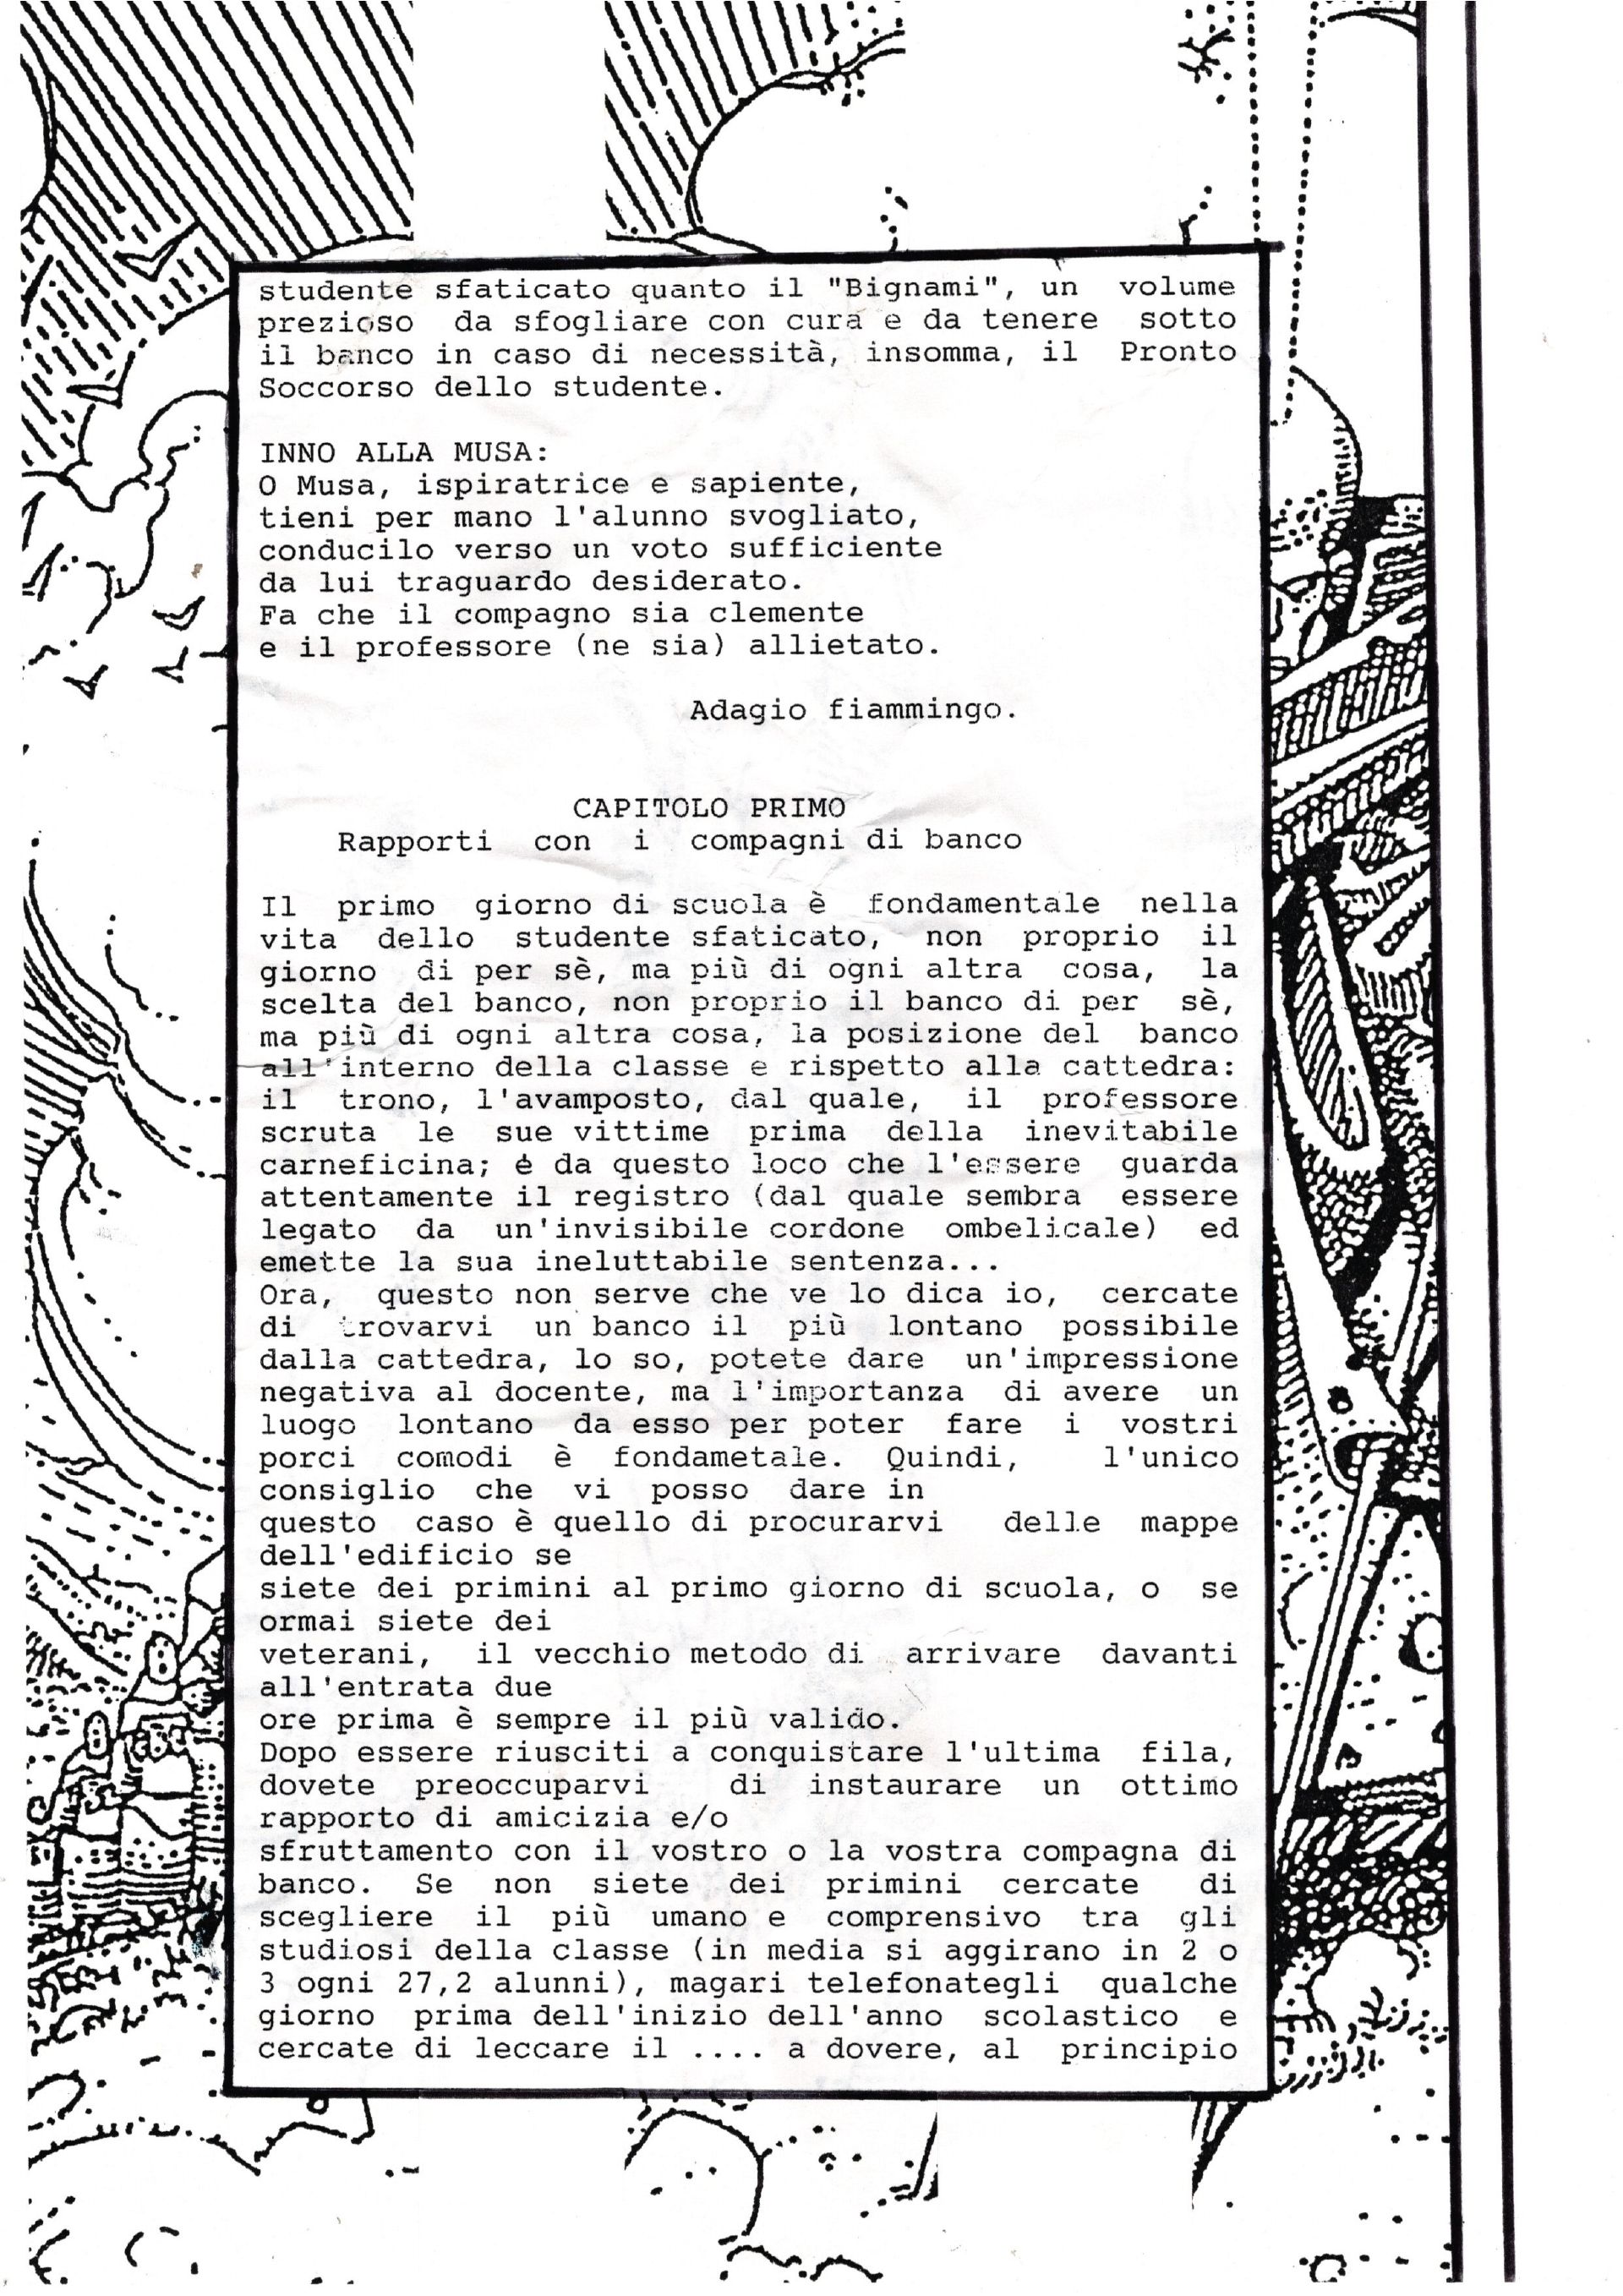 studente sfaticato quanto il "Bignami", un volume
prezioso da sfogliare con cura e da tenere sotto
il banco in caso di necessità, insomma, il Pronto
Soccorso dello studente.
INNO ALLA MUSA:
O Musa, ispiratrice e sapiente,
tieni per mano l'alunno svogliato,
conducilo verso un voto sufficiente
da lui traguardo desiderato.
Fa che il compagno sia clemente
e il professore (ne sia) allietato.
Adagio fiammingo.
CAPITOLO PRIMO
Rapporti con i compagni di banco
Il primo giorno di scuola è fondamentale nella
vita dello studente sfaticato, non proprio il
giorno di per sè, ma più di ogni altra cosa, la
scelta del banco, non proprio il banco di per sè,
ma più di ogni altra cosa, la posizione del banco
all'interno della classe e rispetto alla cattedra:
il trono, l'avamposto, dal quale, il professore
scruta le sue vittime prima della inevitabile
carneficina; é da questo loco che l'essere guarda
attentamente il registro (dal quale sembra essere
legato da un'invisibile cordone ombelicale) ed
emette la sua ineluttabile sentenza...
Ora, questo non serve che ve lo dica io, cercate
di trovarvi un banco il più lontano possibile
dalla cattedra, lo so, potete dare un'impressione
negativa al docente, ma l'importanza di avere un
luogo lontano da esso per poter fare i vostri
porci comodi è fondametale. Quindi, l'unico
consiglio che vi posso dare in
questo caso è quello di procurarvi delle mappe
dell'edificio se
siete dei primini al primo giorno di scuola, o se
ormai siete dei
veterani, il vecchio metodo di arrivare davanti
all'entrata due
ore prima è sempre il più valido.
Dopo essere riusciti a conquistare l'ultima fila,
dovete preoccuparvi di instaurare un ottimo
rapporto di amicizia e/o
sfruttamento con il vostro o la vostra compagna di
banco. Se non siete dei primini cercate di
scegliere il più umano e comprensivo tra gli
studiosi della classe (in media si aggirano in 2 o
3 ogni 27,2 alunni), magari telefonategli qualche
giorno prima dell'inizio dell'anno scolastico e
cercate di leccare il .... a dovere, al principio